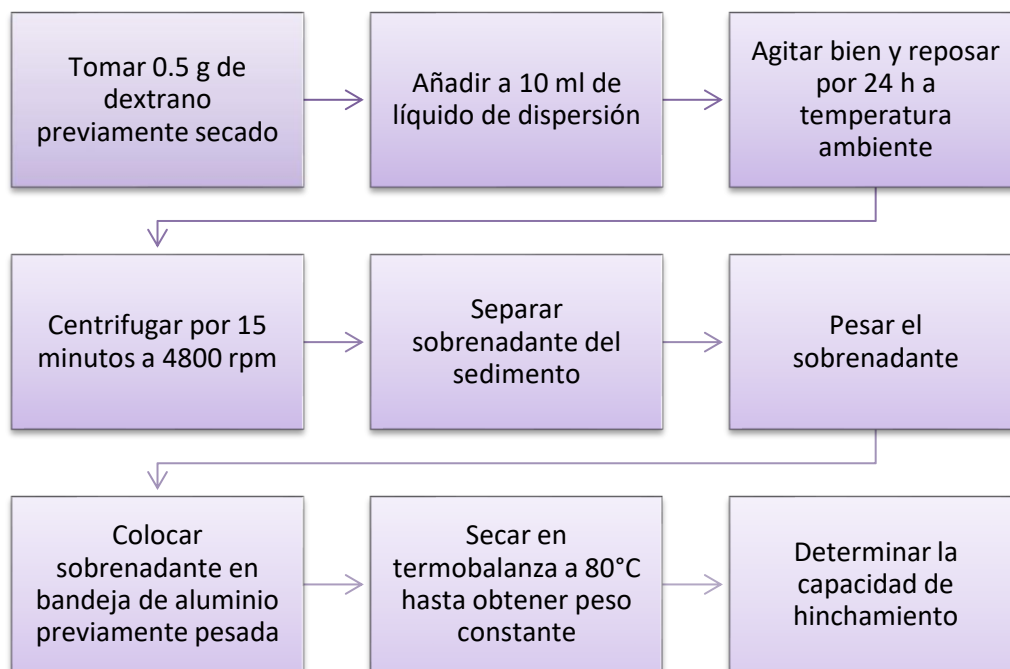 Tomar 0.5 g de
dextrano
previamente secado
Añadir a 10 ml de
líquido de dispersión
Agitar bien y reposar
por 24 h a
temperatura
ambiente
Centrifugar por 15
minutos a 4800 rpm
Separar
sobrenadante del
sedimento
Pesar el
sobrenadante
Colocar
sobrenadante en
bandeja de aluminio
previamente pesada
Secar en
termobalanza a 80°C
hasta obtener peso
constante
Determinar la
capacidad de
hinchamiento